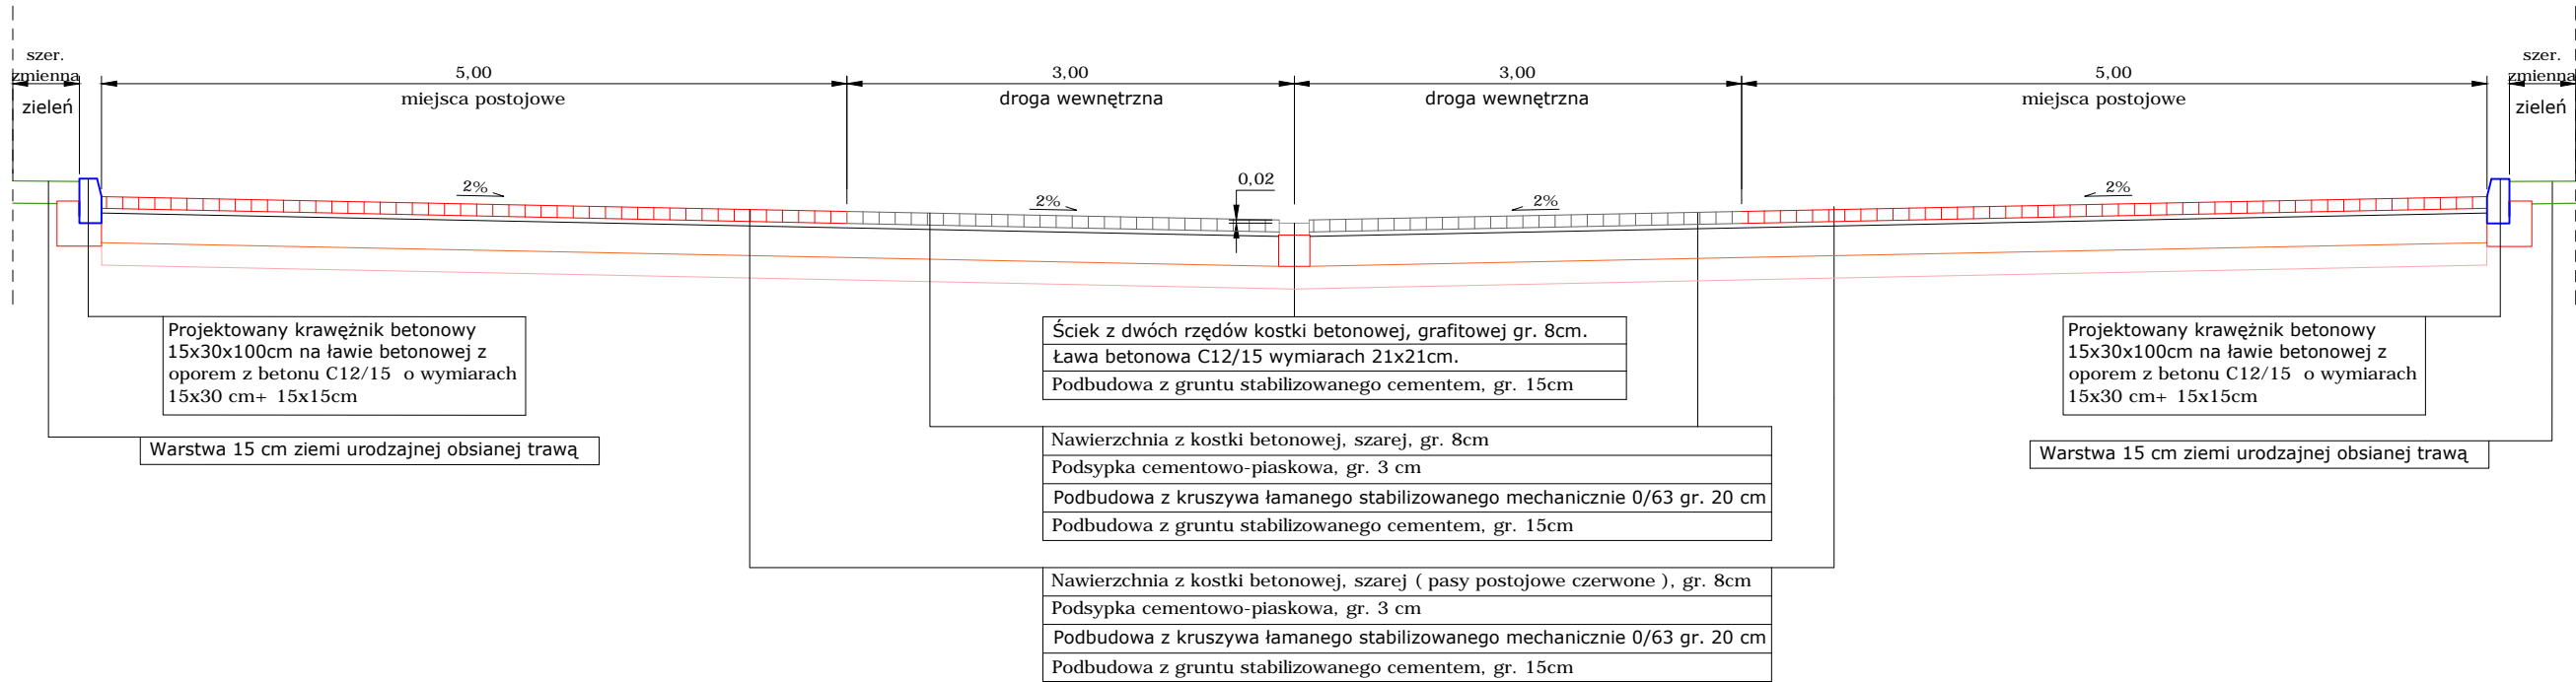 szer.
zmienna
zieleń
5,00
miejsca postojowe
3,00
droga wewnętrzna
3,00
droga wewnętrzna
5,00
miejsca postojowe
szer.
zmienna
zieleń
2%
2%
0,02
2%
2%
Projektowany krawężnik betonowy
15x30x100cm na ławie betonowej z
oporem z betonu C12/15 o wymiarach
15x30 cm+ 15x15cm
Warstwa 15 cm ziemi urodzajnej obsianej trawą
Ściek z dwóch rzędów kostki betonowej, grafitowej gr. 8cm.
Ława betonowa C12/15 wymiarach 21x21cm.
Podbudowa z gruntu stabilizowanego cementem, gr. 15cm
Nawierzchnia z kostki betonowej, szarej, gr. 8cm
Podsypka cementowo-piaskowa, gr. 3 cm
Podbudowa z kruszywa łamanego stabilizowanego mechanicznie 0/63 gr. 20 cm
Podbudowa z gruntu stabilizowanego cementem, gr. 15cm
Nawierzchnia z kostki betonowej, szarej ( pasy postojowe czerwone ), gr. 8cm
Podsypka cementowo-piaskowa, gr. 3 cm
Podbudowa z kruszywa łamanego stabilizowanego mechanicznie 0/63 gr. 20 cm
Podbudowa z gruntu stabilizowanego cementem, gr. 15cm
Projektowany krawężnik betonowy
15x30x100cm na ławie betonowej z
oporem z betonu C12/15 o wymiarach
15x30 cm+ 15x15cm
Warstwa 15 cm ziemi urodzajnej obsianej trawą